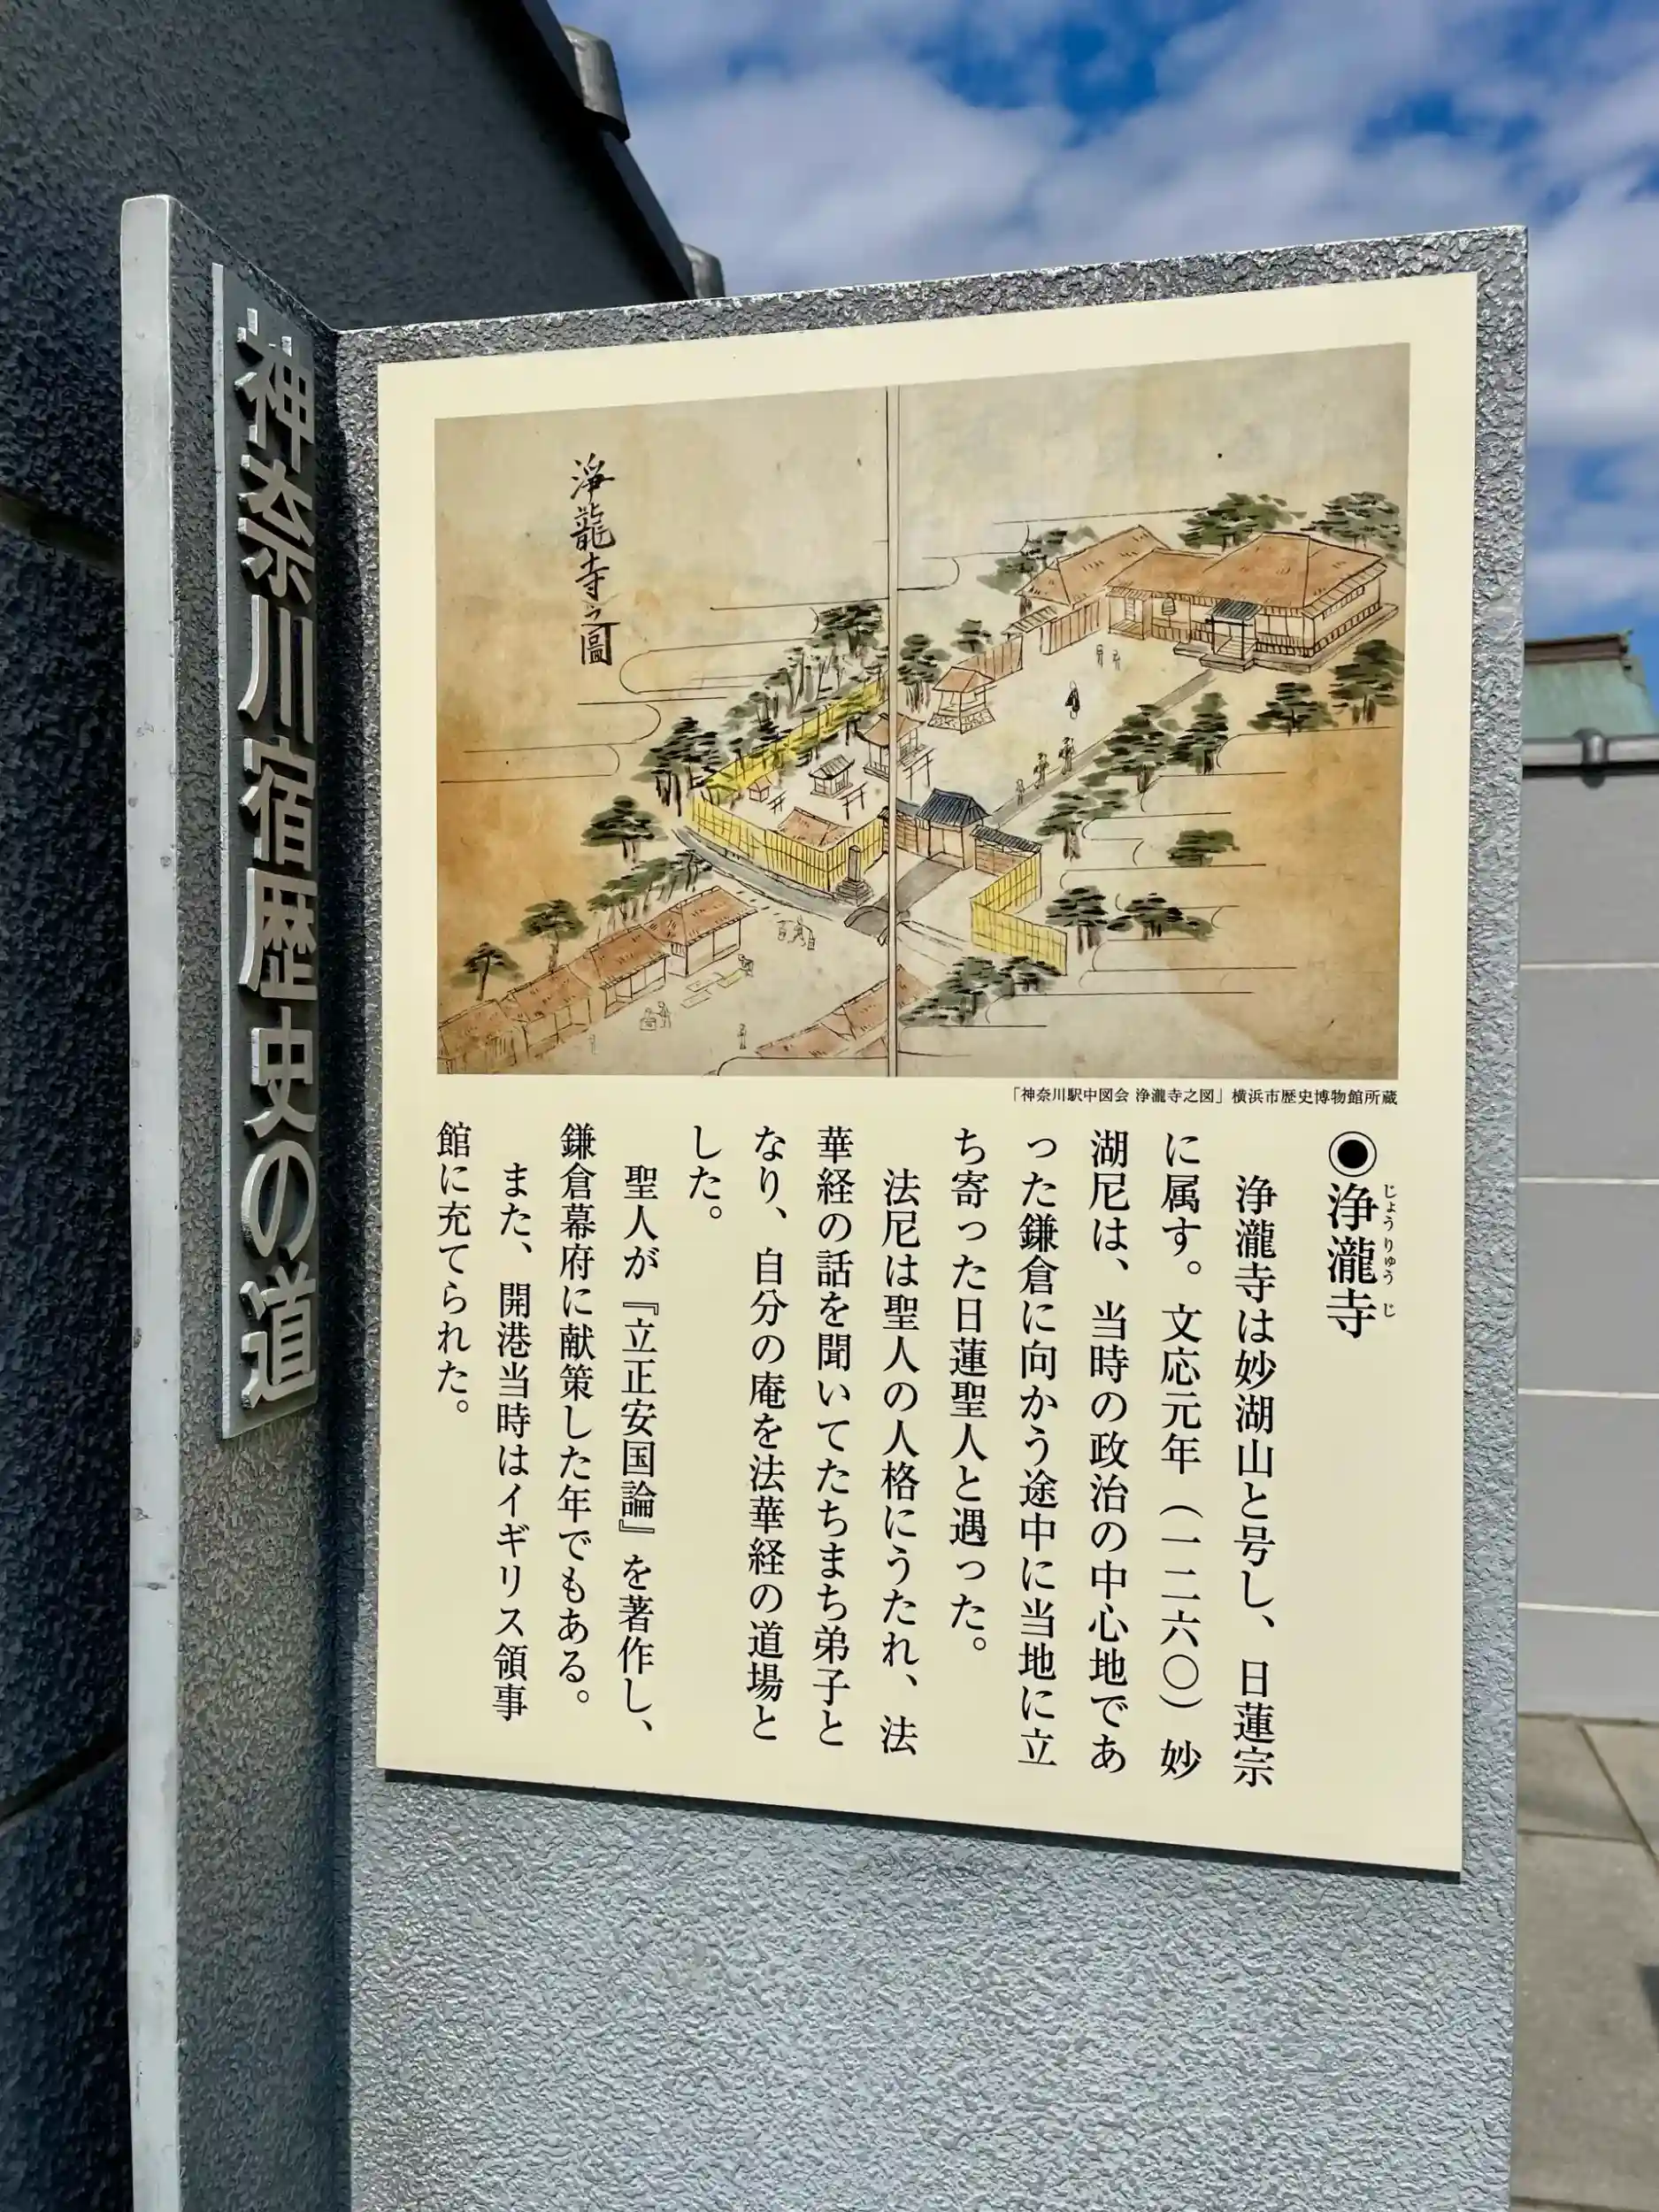 神奈川宿歴史の道
淨瀧寺之圖
「神奈川駅中図会 浄瀧寺之図」横浜市歴史博物館所蔵
◉浄瀧寺
じょうりゅうじ
浄瀧寺は妙湖山と号し、日蓮宗
に属す。文応元年（一二六〇）妙
湖尼は、当時の政治の中心地であ
った鎌倉に向かう途中に当地に立
ち寄った日蓮聖人と遇った。
法尼は聖人の人格にうたれ、法
華経の話を聞いてたちまち弟子と
なり、自分の庵を法華経の道場と
した。
聖人が『立正安国論』を著作し、
鎌倉幕府に献策した年でもある。
また、開港当時はイギリス領事
館に充てられた。